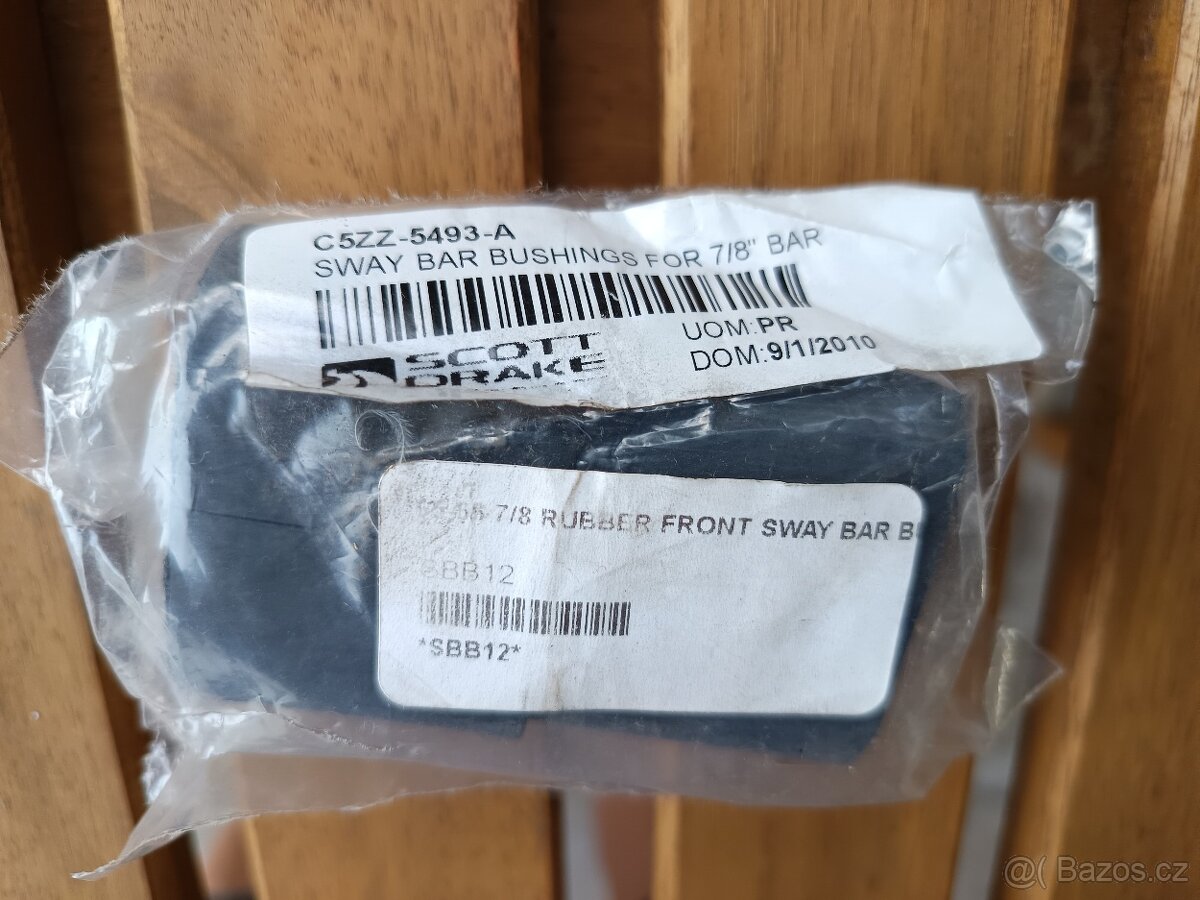 C5ZZ-5493-A
SWAY BAR BUSHINGS FOR 7/8" BAR
SCOTT
DRAKE
UOM:PR
DOM:9/1/2010
7/8 RUBBER FRONT SWAY BAR B
SBB12
*SBB12*
@( Bazos.cz